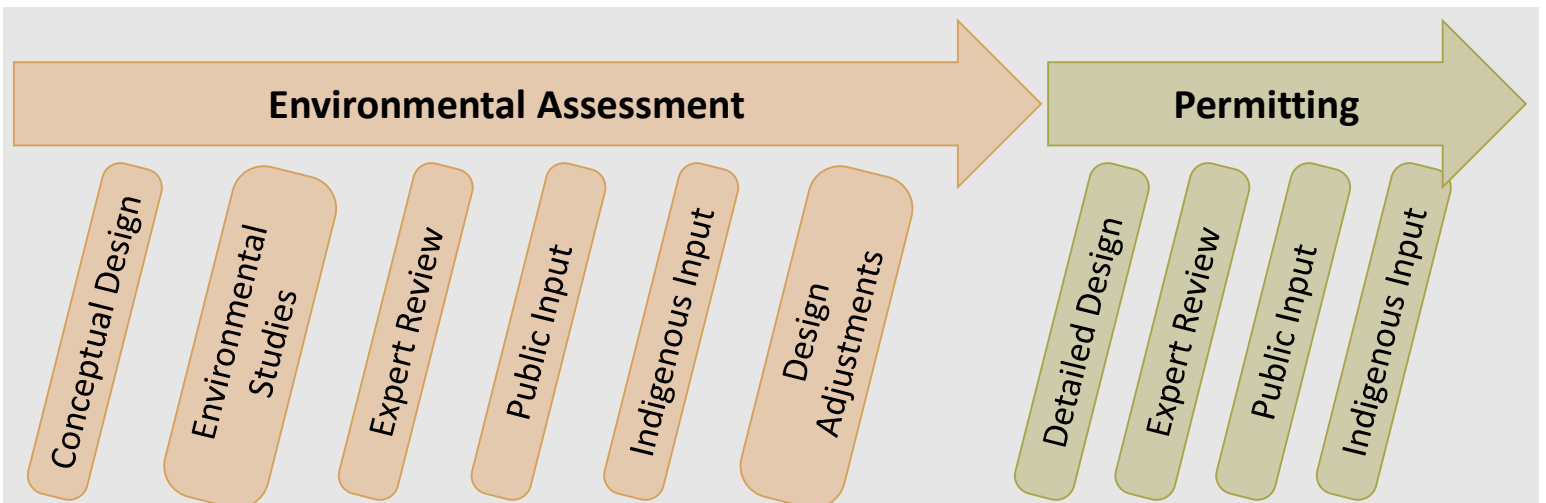 Environmental Assessment
Permitting
Conceptual Design
Environmental
Studies
Expert Review
Public Input
Indigenous Input
Design
Adjustments
Detailed Design
Expert Review
Public Input
Indigenous Input